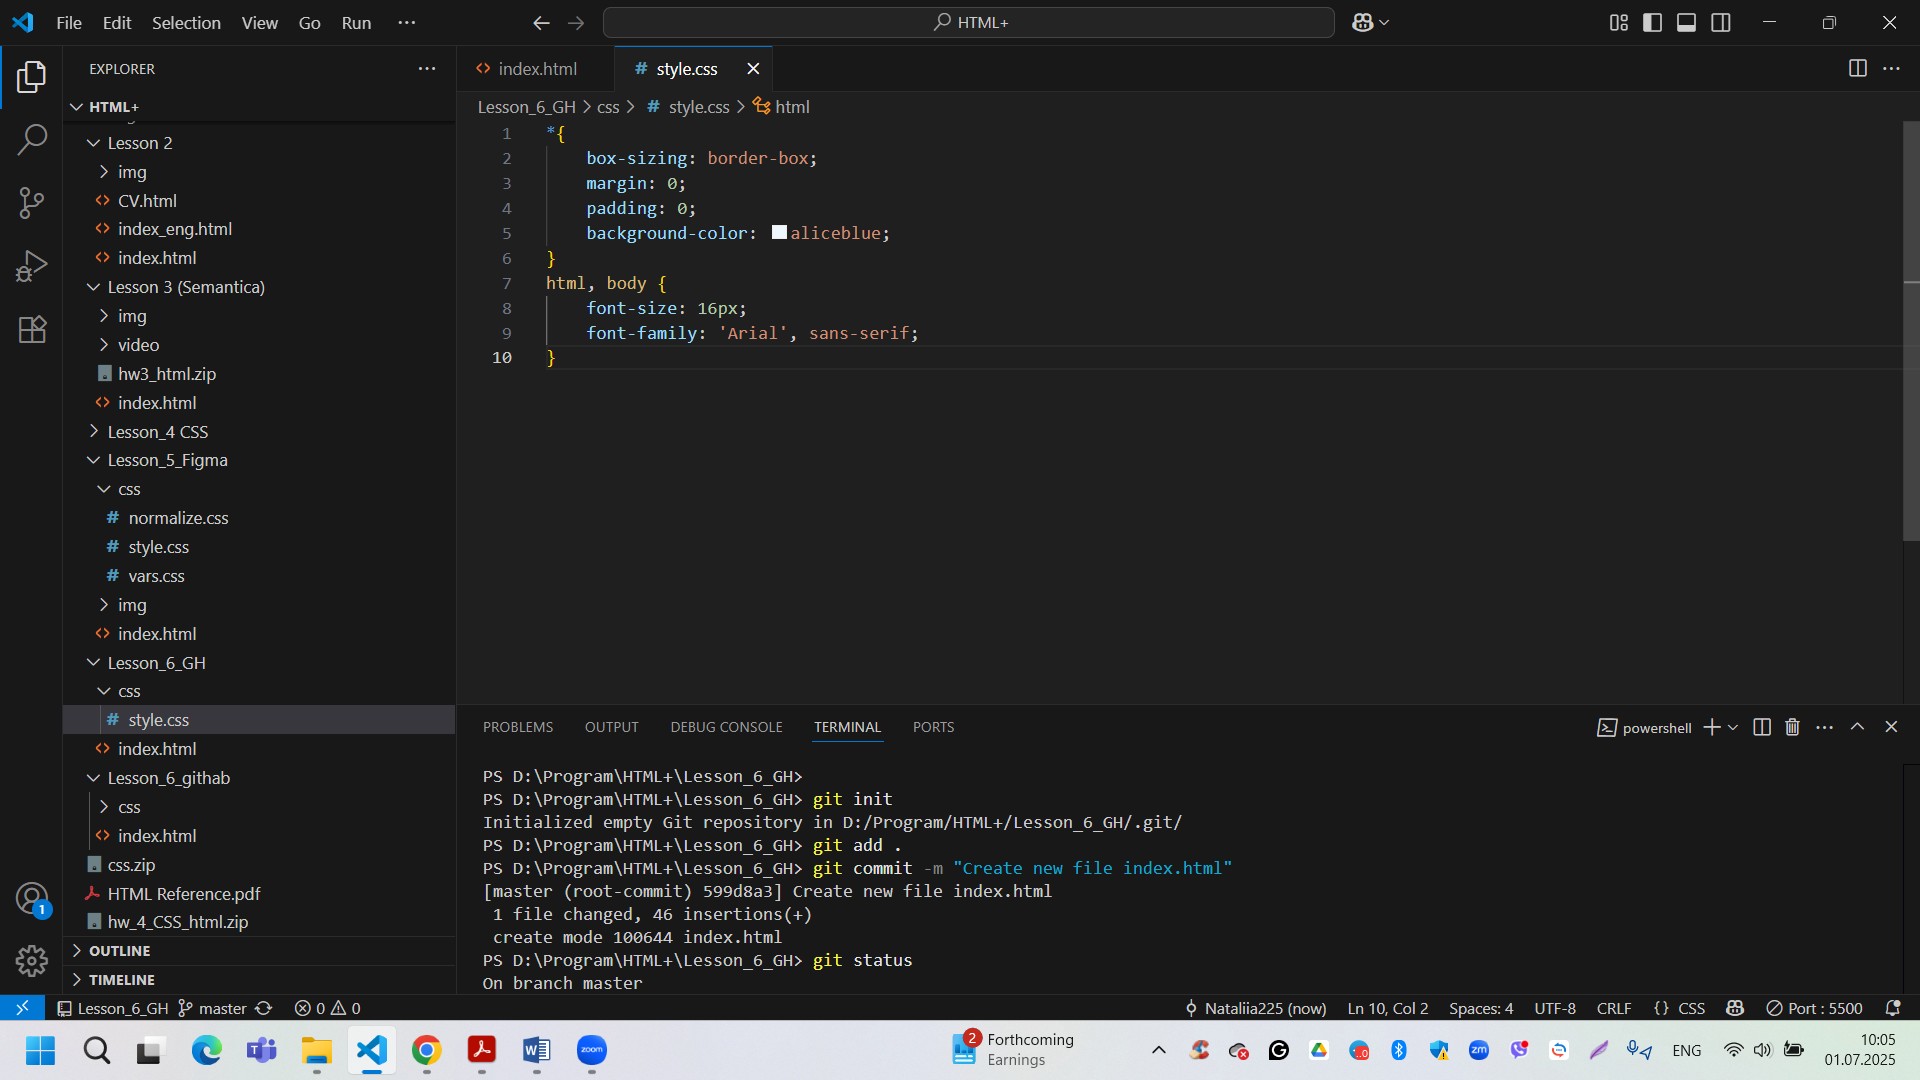 File Edit Selection View Go Run ···
HTML+
EXPLORER ···
HTML+
Lesson 2
img
CV.html
index_eng.html
index.html
Lesson 3 (Semantica)
img
video
hw3_html.zip
index.html
Lesson_4 CSS
Lesson_5_Figma
css
# normalize.css
# style.css
# vars.css
img
index.html
Lesson_6_GH
css
# style.css
index.html
Lesson_6_githab
css
index.html
css.zip
HTML Reference.pdf
hw_4_CSS_html.zip
OUTLINE
TIMELINE
index.html
# style.css
Lesson_6_GH > css > # style.css > html
1 *{
2 box-sizing: border-box;
3 margin: 0;
4 padding: 0;
5 background-color: aliceblue;
6 }
7 html, body {
8 font-size: 16px;
9 font-family: 'Arial', sans-serif;
10 }
PROBLEMS OUTPUT DEBUG CONSOLE TERMINAL PORTS
powershell
PS D:\Program\HTML+\Lesson_6_GH>
PS D:\Program\HTML+\Lesson_6_GH> git init
Initialized empty Git repository in D:/Program/HTML+/Lesson_6_GH/.git/
PS D:\Program\HTML+\Lesson_6_GH> git add .
PS D:\Program\HTML+\Lesson_6_GH> git commit -m "Create new file index.html"
[master (root-commit) 599d8a3] Create new file index.html
1 file changed, 46 insertions(+)
create mode 100644 index.html
PS D:\Program\HTML+\Lesson_6_GH> git status
On branch master
1
Lesson_6_GH master 0 0
Nataliia225 (now) Ln 10, Col 2 Spaces: 4 UTF-8 CRLF {} CSS Port : 5500
zoom
2
Forthcoming
Earnings
zm
ENG
10:05
01.07.2025